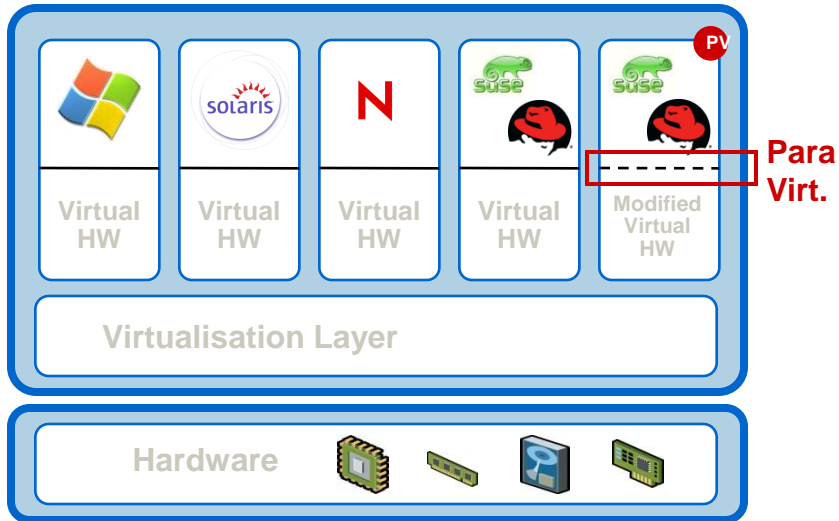 PV
solaris
N
SUSE
SUSE
Para
Virt.
Virtual
HW
Virtual
HW
Virtual
HW
Virtual
HW
Modified
Virtual
HW
Virtualisation Layer
Hardware